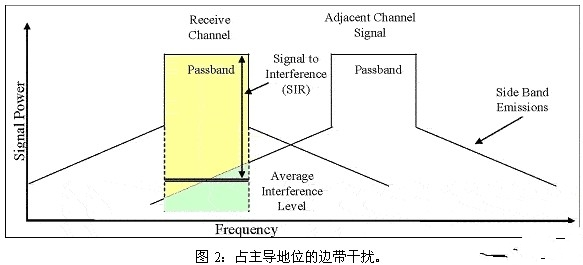 Receive
Channel
Adjacent Channel
Signal
Passband
Signal to
Interference
(SIR)
Passband
Side Band
Emissions
Signal Power
Average
Interference
Level
Frequency
图 2：占主导地位的边带干扰。